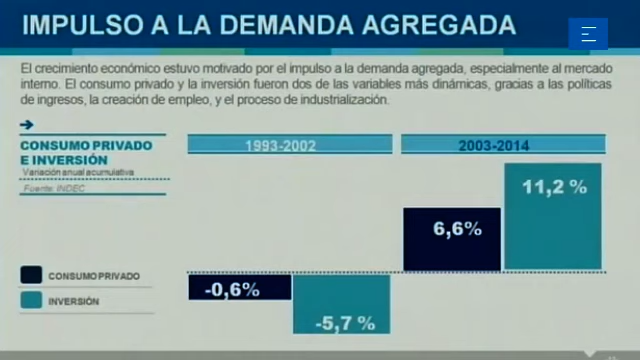 IMPULSO A LA DEMANDA AGREGADA
El crecimiento económico estuvo motivado por el impulso a la demanda agregada, especialmente al mercado
interno. El consumo privado y la inversión fueron dos de las variables más dinámicas, gracias a las políticas
de ingresos, la creación de empleo, y el proceso de industrialización.
CONSUMO PRIVADO
E INVERSIÓN
Variación anual acumulativa
Fuente: INDEC
1993-2002
2003-2014
11,2 %
6,6%
CONSUMO PRIVADO
INVERSIÓN
-0,6%
-5,7 %